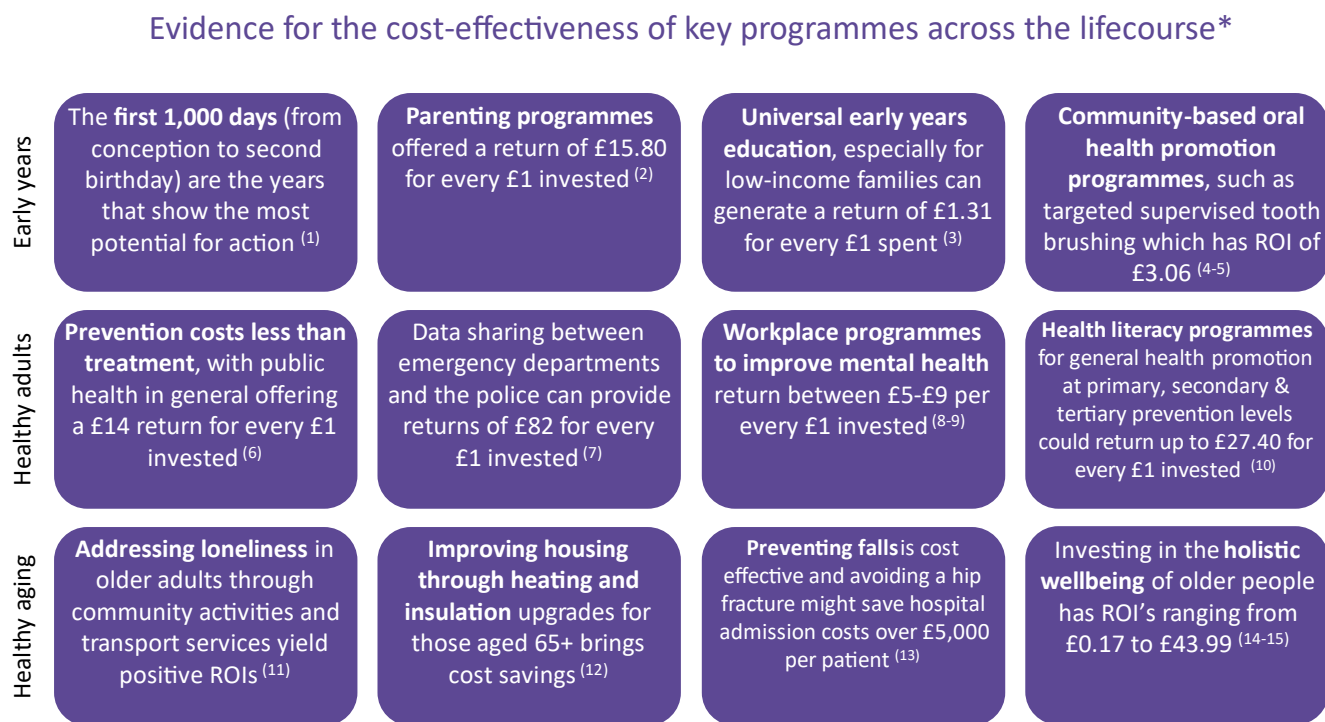 Evidence for the cost-effectiveness of key programmes across the lifecourse*
Early years
The first 1,000 days (from
conception to second
birthday) are the years
that show the most
potential for action (1)
Parenting programmes
offered a return of £15.80
for every £1 invested (2)
Universal early years
education, especially for
low-income families can
generate a return of £1.31
for every £1 spent (3)
Community-based oral
health promotion
programmes, such as
targeted supervised tooth
brushing which has ROI of
£3.06 (4-5)
Healthy adults
Prevention costs less than
treatment, with public
health in general offering
a £14 return for every £1
invested (6)
Data sharing between
emergency departments
and the police can provide
returns of £82 for every
£1 invested (7)
Workplace programmes
to improve mental health
return between £5-£9 per
every £1 invested (8-9)
Health literacy programmes
for general health promotion
at primary, secondary &
tertiary prevention levels
could return up to £27.40 for
every £1 invested (10)
Healthy aging
Addressing loneliness in
older adults through
community activities and
transport services yield
positive ROIs (11)
Improving housing
through heating and
insulation upgrades for
those aged 65+ brings
cost savings (12)
Preventing falls is cost
effective and avoiding a hip
fracture might save hospital
admission costs over £5,000
per patient (13)
Investing in the holistic
wellbeing of older people
has ROI's ranging from
£0.17 to £43.99 (14-15)